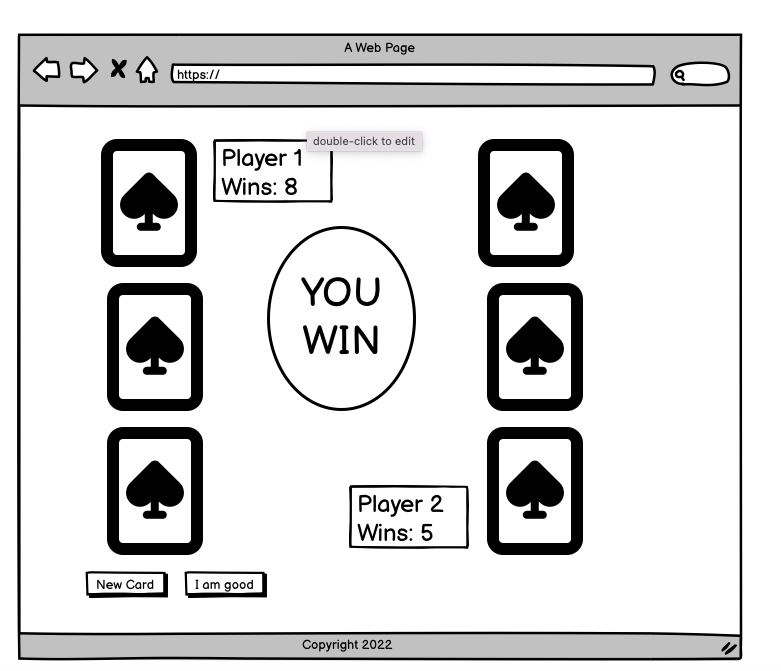 A Web Page
https://
double-click to edit
Player 1
Wins: 8
YOU
WIN
Player 2
Wins: 5
New Card
I am good
Copyright 2022